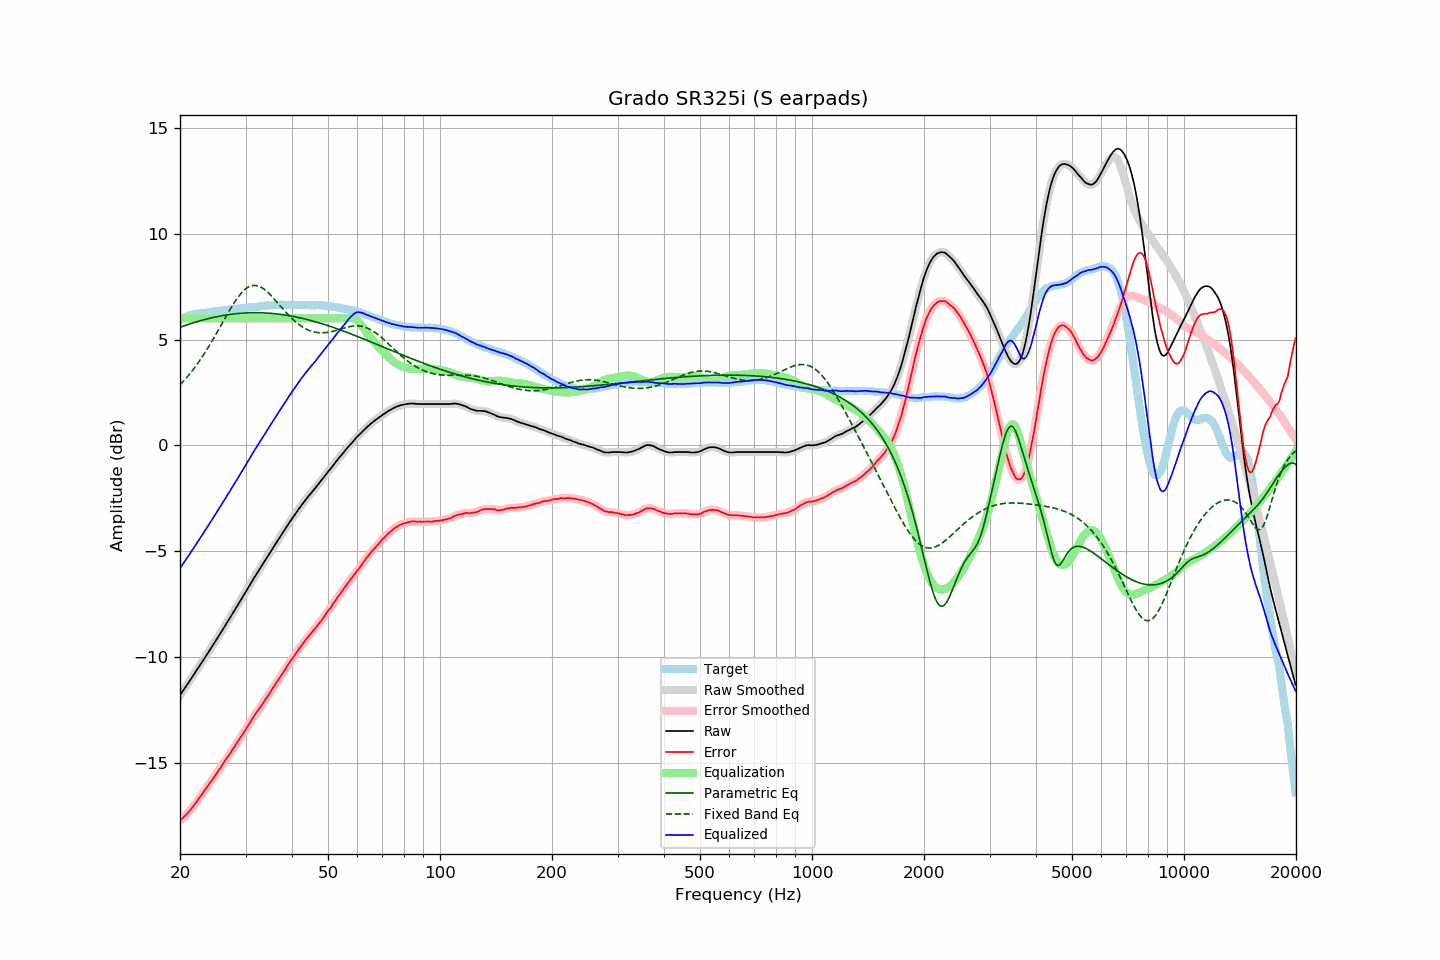 Grado SR325i (S earpads)
Amplitude (dBr)
15
10
5
0
−5
−10
−15
Target
Raw Smoothed
Error Smoothed
Raw
Error
Equalization
Parametric Eq
Fixed Band Eq
Equalized
20 50 100 200 500 1000 2000 5000 10000 20000
Frequency (Hz)